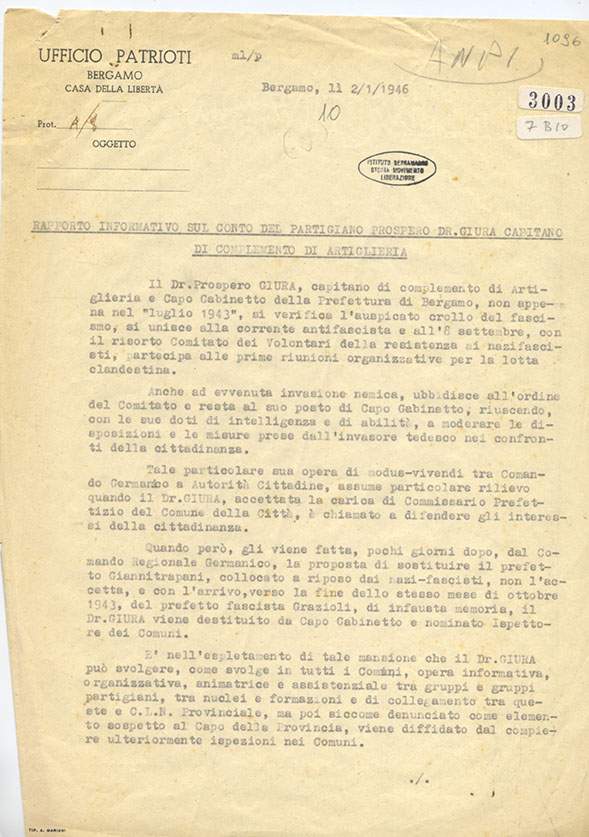 UFFICIO PATRIOTI
BERGAMO
CASA DELLA LIBERTÀ
ml/p
ANPI
1096
Bergamo, lì 2/1/1946
10
3003
7 B 10
Prot. A/8
OGGETTO
ISTITUTO BERGAMASCO
STORIA MOVIMENTO
LIBERAZIONE
RAPPORTO INFORMATIVO SUL CONTO DEL PARTIGIANO PROSPERO DR.GIURA CAPITANO
DI COMPLEMENTO DI ARTIGLIERIA
Il Dr.Prospero GIURA, capitano di complemento di Arti-
glieria e Capo Gabinetto della Prefettura di Bergamo, non appe-
na nel "luglio 1943", si verifica l'auspicato crollo del fasci-
smo, si unisce alla corrente antifascista e all'8 settembre, con
il risorto Comitato dei Volontari della resistenza ai nazifasci-
sti, partecipa alle prime riunioni organizzative per la lotta
clandestina.
Anche ad evvenuta invasione nemica, ubbidisce all'ordine
del Comitato e resta al suo posto di Capo Gabinetto, riuscendo,
con le sue doti di intelligenza e di abilità, a moderare le di-
sposizioni e le misure prese dall'invasore tedesco nei confron-
ti della cittadinanza.
Tale particolare sua opera di modus-vivendi tra Coman-
do Germanico a Autorità Cittadine, assume particolare rilievo
quando il Dr.GIURA, accettata la carica di Commissario Prefet-
tizio del Comune della Città, è chiamato a difendere gli interes-
si della cittadinanza.
Quando però, gli viene fatta, pochi giorni dopo, dal Co-
mando Regionale Germanico, la proposta di sostituire il prefet-
to Giannitrapani, collocato a riposo dai nazi-fascisti, non l'ac-
cetta, e con l'arrivo,verso la fine dello stesso mese di ottobre
1943, del prefetto fascista Grazioli, di infausta memoria, il
Dr.GIURA viene destituito da Capo Gabinetto e nominato Ispetto-
re dei Comuni.
E' nell'espletamento di tale mansione che il Dr.GIURA
può svolgere, come svolge in tutti i Comuni, opera informativa,
organizzativa, animatrice e assistenziale tra gruppi e gruppi
partigiani, tra nuclei e formazioni e di collegamento tra que-
ste e C.L.N. Provinciale, ma poi siccome denunciato come elemen-
to sospetto al Capo della Provincia, viene diffidato dal compie-
re ulteriormente ispezioni nei Comuni.
./.
TIP. A. MARIANI